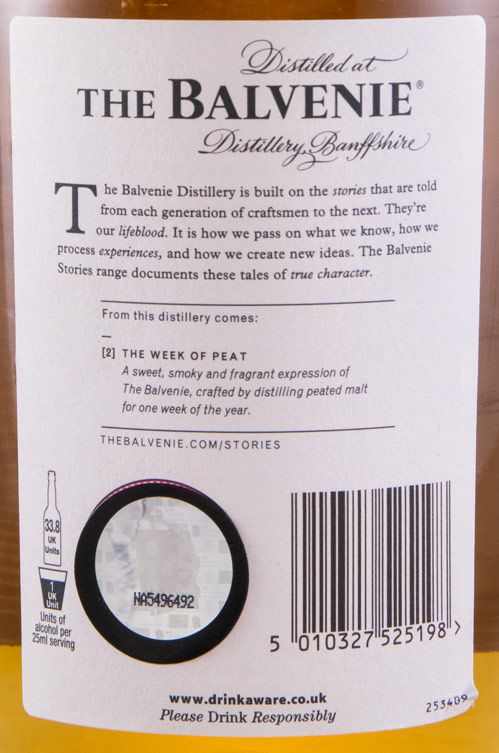 Distilled at
THE BALVENIE®
Distillery, Banffshire
The Balvenie Distillery is built on the stories that are told
from each generation of craftsmen to the next. They're
our lifeblood. It is how we pass on what we know, how we
process experiences, and how we create new ideas. The Balvenie
Stories range documents these tales of true character.
From this distillery comes:
—
[2] THE WEEK OF PEAT
A sweet, smoky and fragrant expression of
The Balvenie, crafted by distilling peated malt
for one week of the year.
THEBALVENIE.COM/STORIES
33.8
UK
Units
1
UK
Unit
Units of
alcohol per
25ml serving
NA5496492
5 010327 525198 >
www.drinkaware.co.uk
Please Drink Responsibly
253409